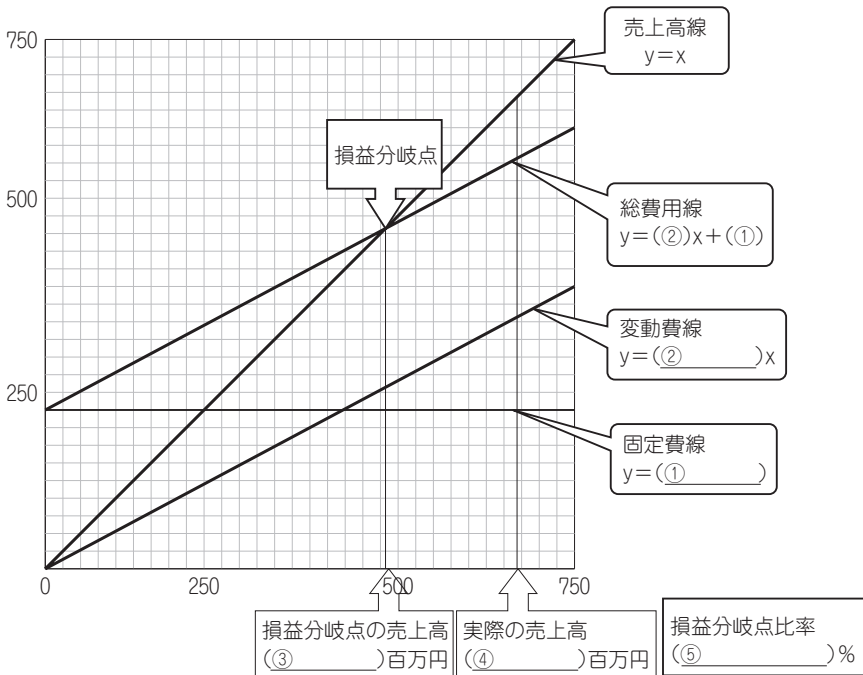 750
売上高線
y＝x
損益分岐点
500
総費用線
y＝(②)x＋(①)
変動費線
y＝(②)x
250
固定費線
y＝(①)
0
250
500
750
損益分岐点の売上高
(③)百万円
実際の売上高
(④)百万円
損益分岐点比率
(⑤)%